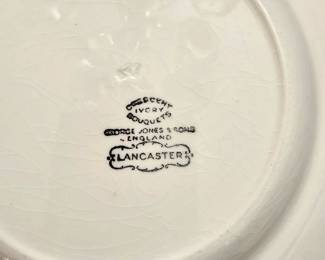 CRESCENT
IVORY
BOUQUETS
GEORGE JONES & SONS
ENGLAND
LANCASTER